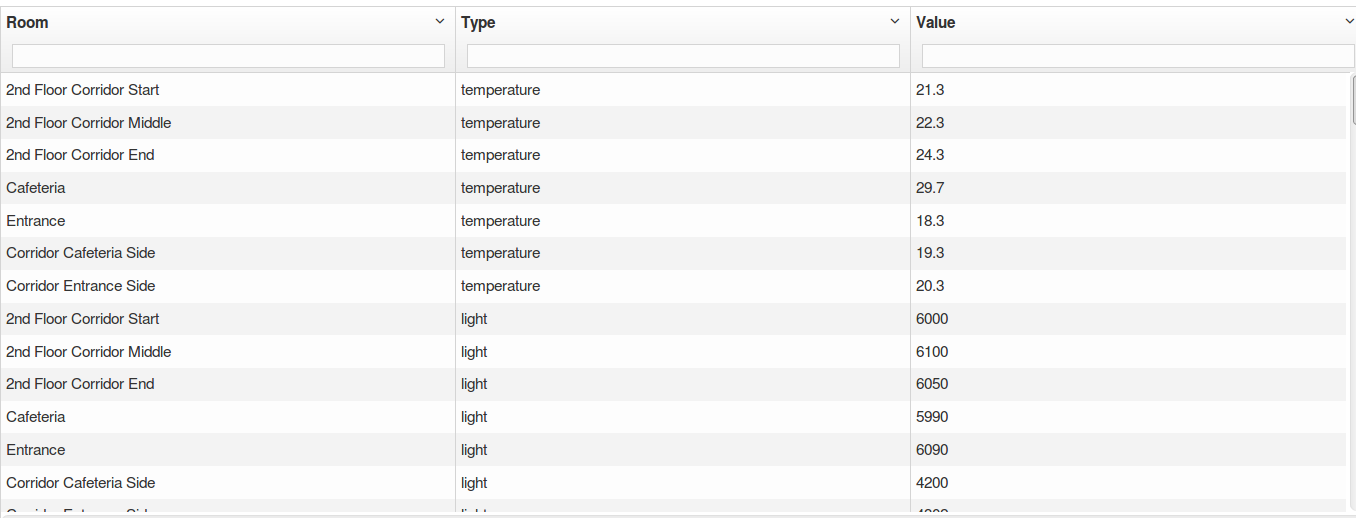 Room Type Value
2nd Floor Corridor Start temperature 21.3
2nd Floor Corridor Middle temperature 22.3
2nd Floor Corridor End temperature 24.3
Cafeteria temperature 29.7
Entrance temperature 18.3
Corridor Cafeteria Side temperature 19.3
Corridor Entrance Side temperature 20.3
2nd Floor Corridor Start light 6000
2nd Floor Corridor Middle light 6100
2nd Floor Corridor End light 6050
Cafeteria light 5990
Entrance light 6090
Corridor Cafeteria Side light 4200